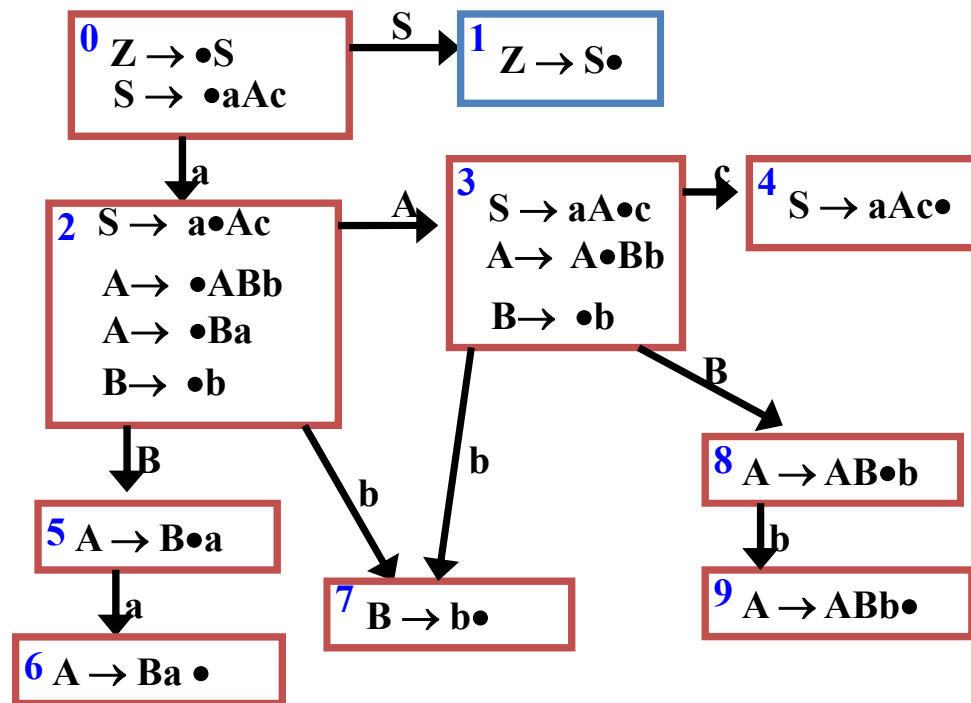 0
Z → •S
S → •aAc
S
1
Z → S•
a
2
S → a•Ac
A→ •ABb
A→ •Ba
B→ •b
A
3
S → aA•c
A→ A•Bb
B→ •b
c
4
S → aAc•
B
b
b
B
5
A → B•a
a
6
A → Ba •
7
B → b•
8
A → AB•b
b
9
A → ABb•